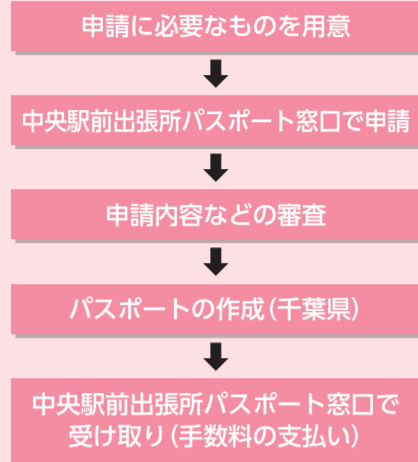 申請に必要なものを用意
中央駅前出張所パスポート窓口で申請
申請内容などの審査
パスポートの作成(千葉県)
中央駅前出張所パスポート窓口で
受け取り(手数料の支払い)